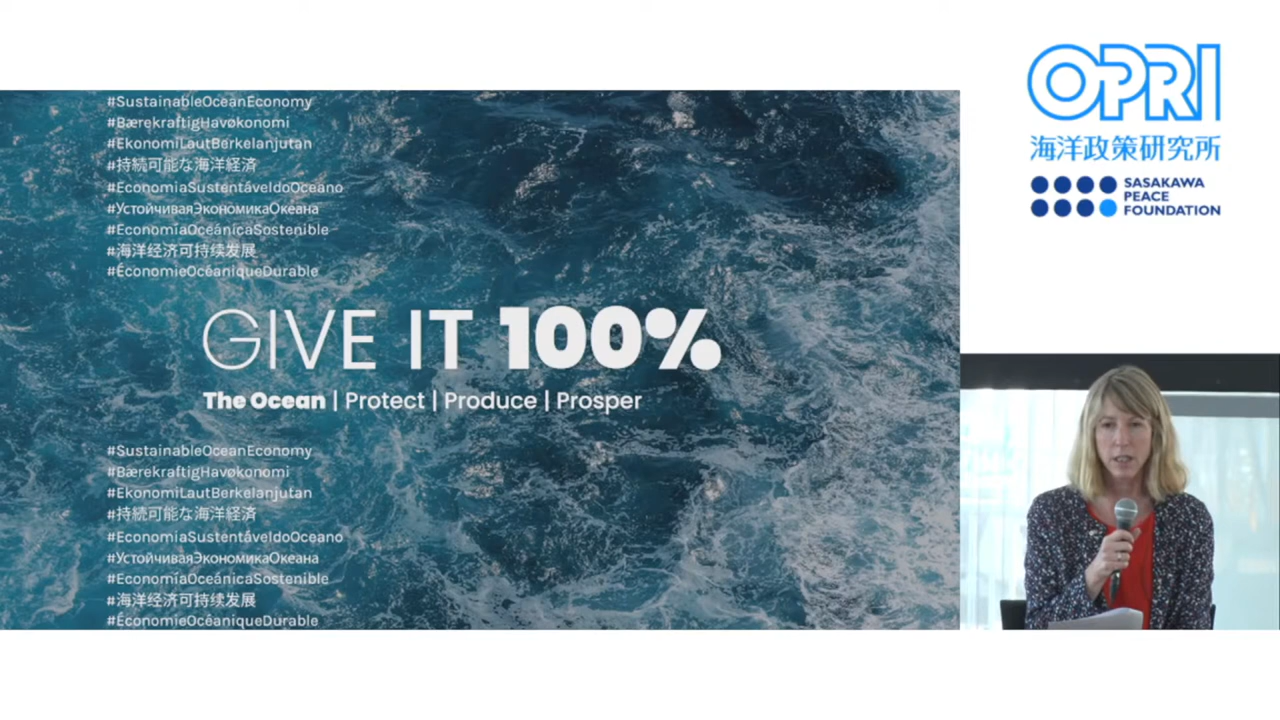 #SustainableOceanEconomy
#BærekraftigHavøkonomi
#EkonomiLautBerkelanjutan
#持続可能な海洋経済
#EconomiaSustentáveldoOceano
#УстойчиваяЭкономикаОкеана
#EconomíaOceánicaSostenible
#海洋经济可持续发展
#ÉconomieOcéaniqueDurable
GIVE IT 100%
The Ocean | Protect | Produce | Prosper
#SustainableOceanEconomy
#BærekraftigHavøkonomi
#EkonomiLautBerkelanjutan
#持続可能な海洋経済
#EconomiaSustentáveldoOceano
#УстойчиваяЭкономикаОкеана
#EconomíaOceánicaSostenible
#海洋经济可持续发展
#ÉconomieOcéaniqueDurable
OPRI
海洋政策研究所
SASAKAWA
PEACE
FOUNDATION